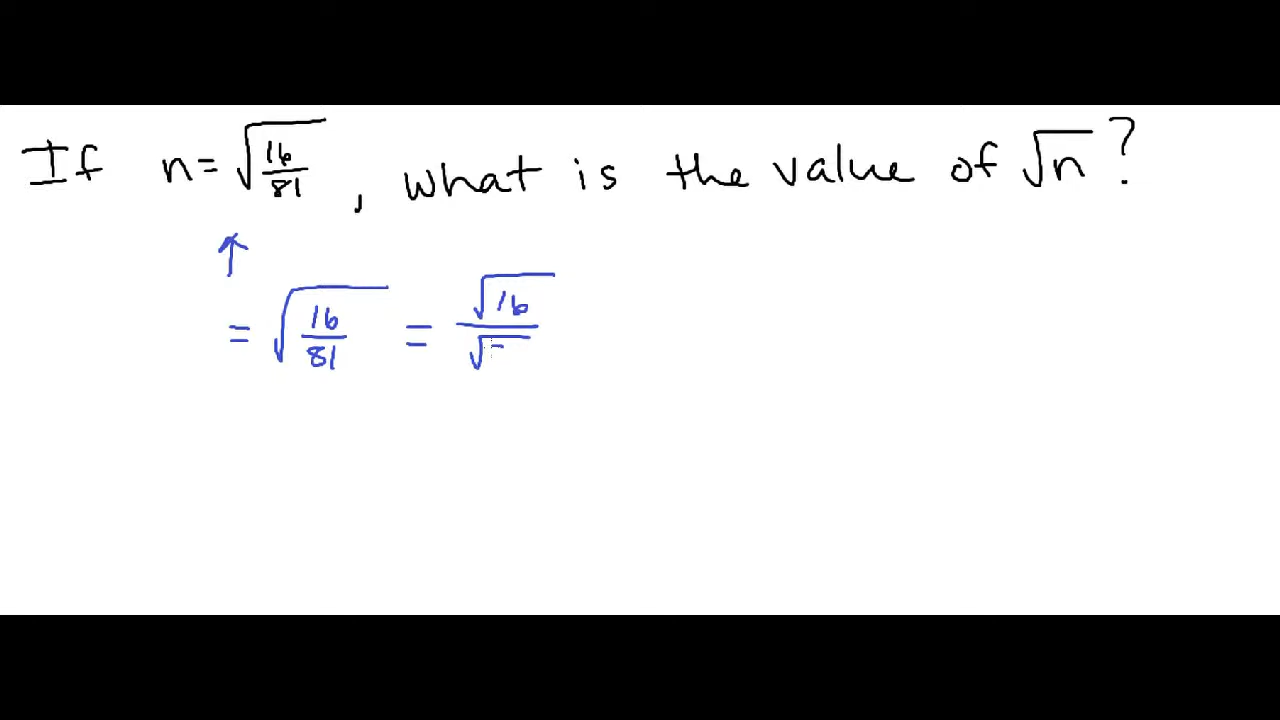 If n = √(16/81), what is the value of √n?
↑
= √(16/81) = √16/√